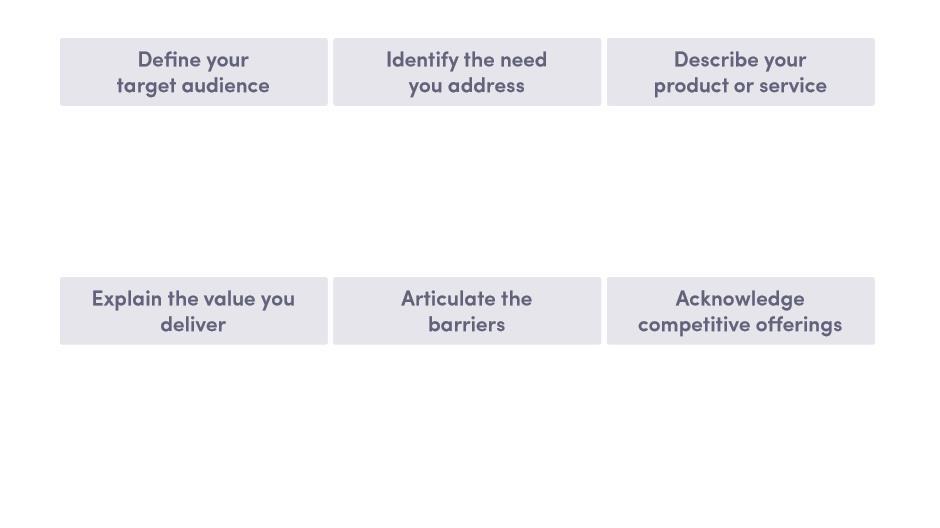 Define your
target audience
Identify the need
you address
Describe your
product or service
Explain the value you
deliver
Articulate the
barriers
Acknowledge
competitive offerings